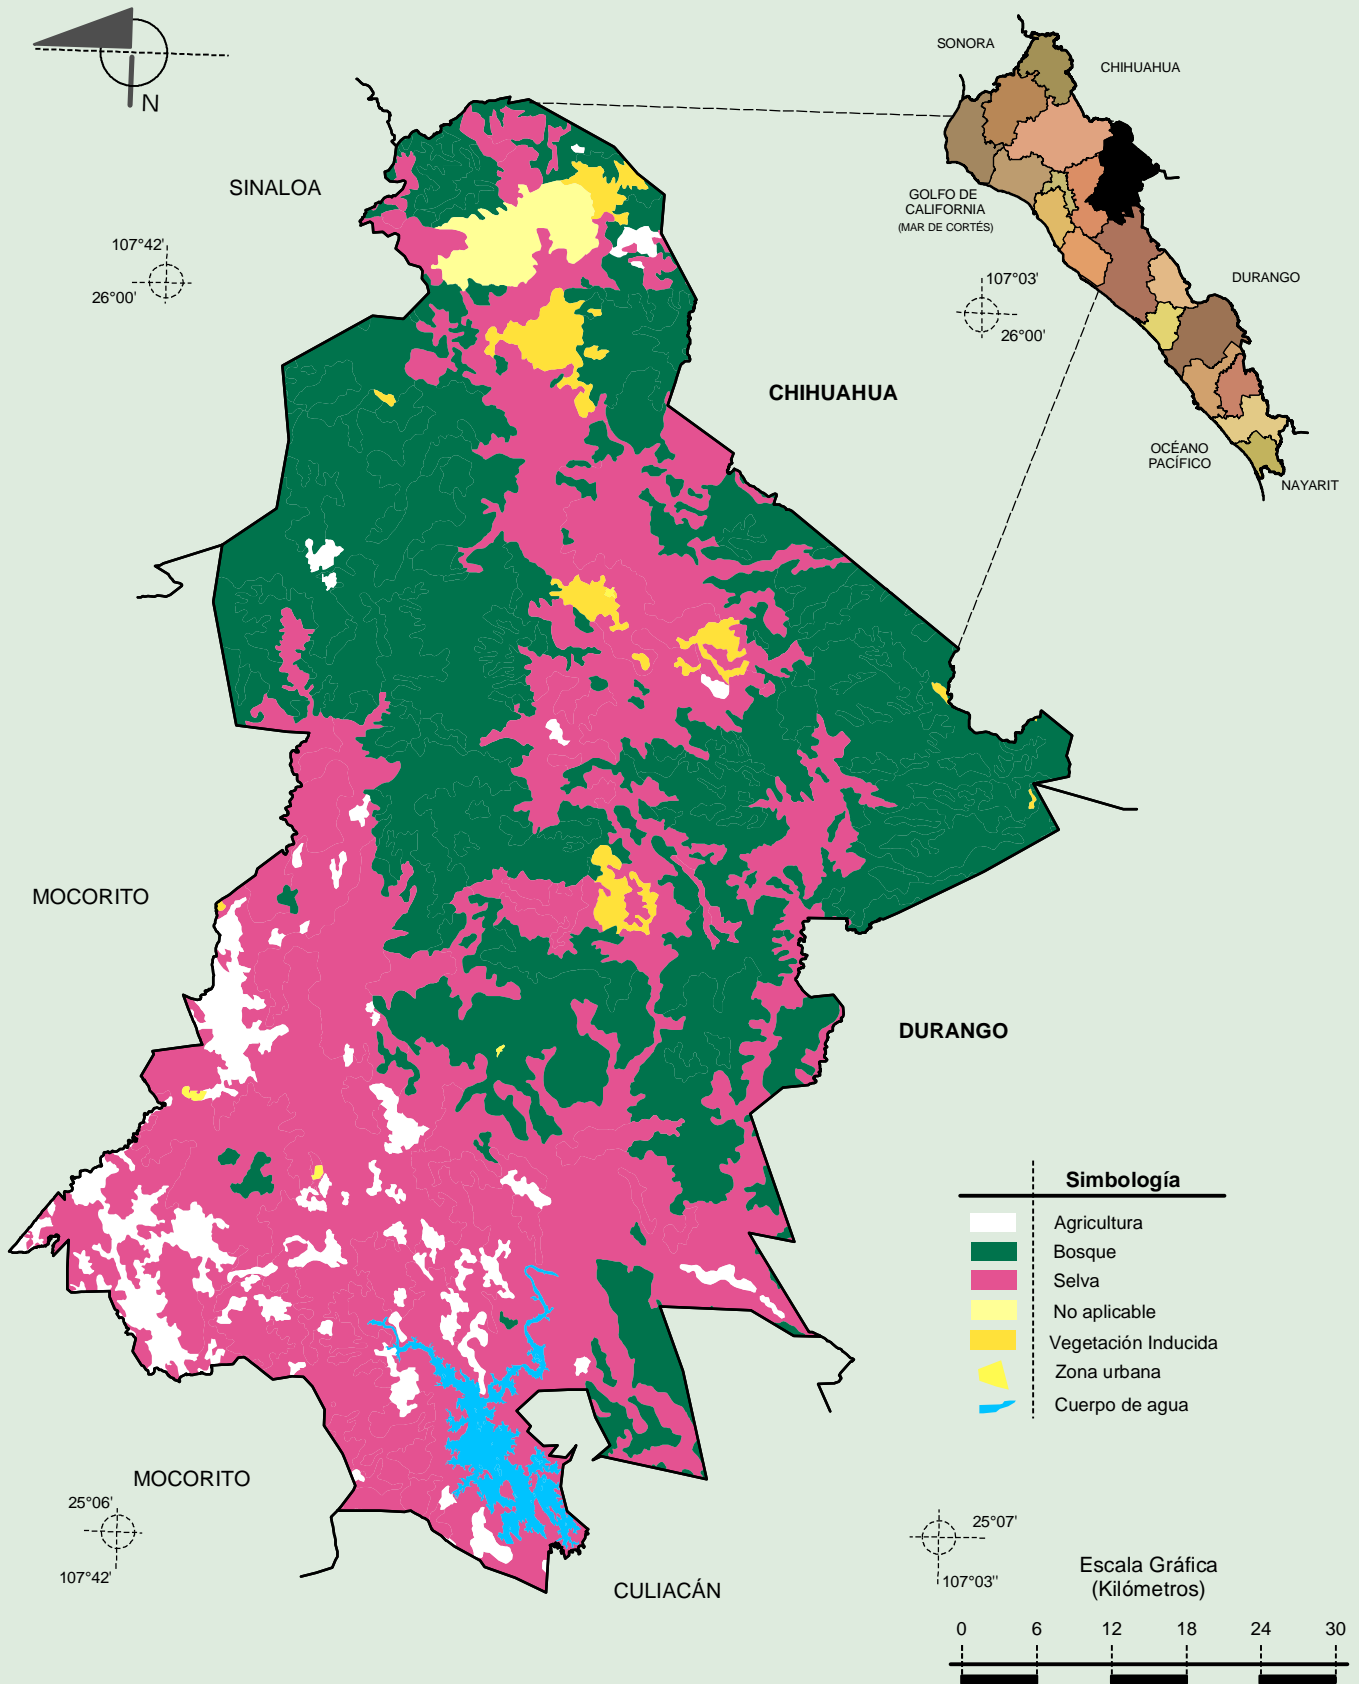 N
SONORA
CHIHUAHUA
SINALOA
GOLFO DE
CALIFORNIA
(MAR DE CORTÉS)
107°42'
26°00'
107°03'
26°00'
DURANGO
CHIHUAHUA
OCÉANO
PACÍFICO
NAYARIT
MOCORITO
DURANGO
Simbología
Agricultura
Bosque
Selva
No aplicable
Vegetación Inducida
Zona urbana
Cuerpo de agua
MOCORITO
25°06'
107°42'
25°07'
107°03''
CULIACÁN
Escala Gráfica
(Kilómetros)
0 6 12 18 24 30